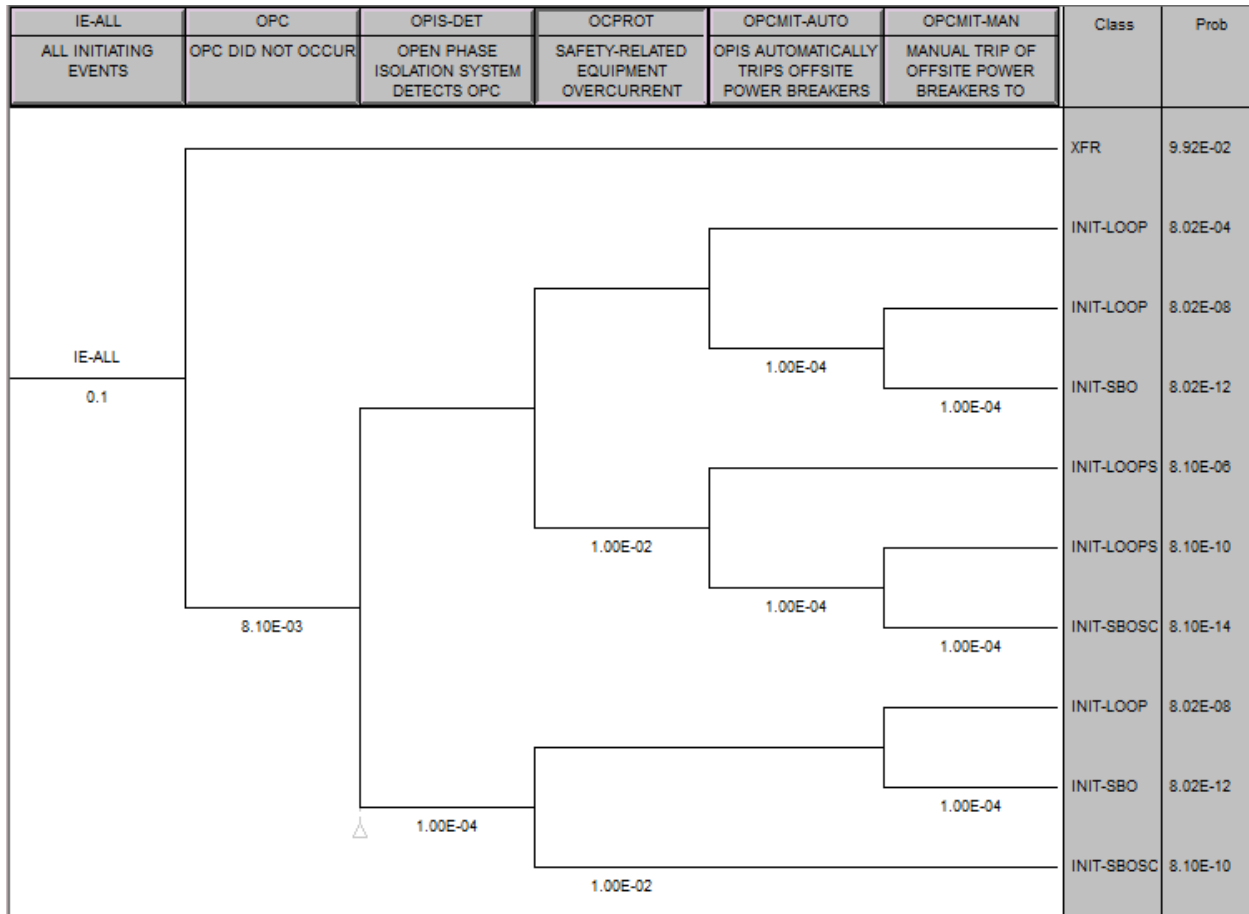 IE-ALL OPC OPIS-DET OCPROT OPCMIT-AUTO OPCMIT-MAN Class Prob
ALL INITIATING EVENTS
OPC DID NOT OCCUR
OPEN PHASE ISOLATION SYSTEM DETECTS OPC
SAFETY-RELATED EQUIPMENT OVERCURRENT
OPIS AUTOMATICALLY TRIPS OFFSITE POWER BREAKERS
MANUAL TRIP OF OFFSITE POWER BREAKERS TO
XFR 9.92E-02
INIT-LOOP 8.02E-04
INIT-LOOP 8.02E-08
IE-ALL
1.00E-04
0.1
INIT-SBO 8.02E-12
1.00E-04
INIT-LOOPS 8.10E-06
1.00E-02
INIT-LOOPS 8.10E-10
1.00E-04
8.10E-03
INIT-SBOSC 8.10E-14
1.00E-04
INIT-LOOP 8.02E-08
INIT-SBO 8.02E-12
1.00E-04
1.00E-04
INIT-SBOSC 8.10E-10
1.00E-02